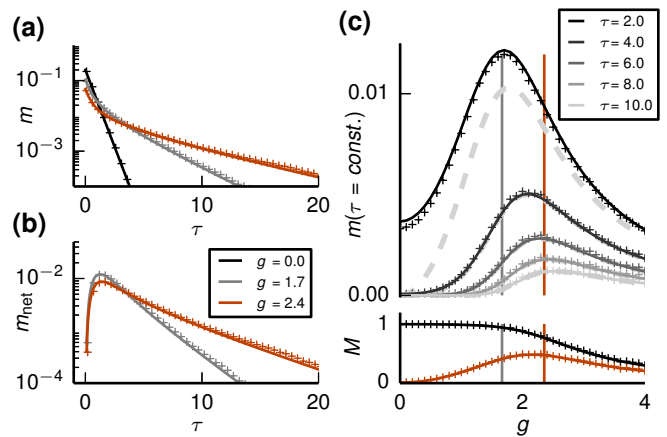 (a)
10⁻¹
10⁻³
m
0 10 20
τ
(b)
10⁻²
10⁻⁴
m_net
g = 0.0
g = 1.7
g = 2.4
0 10 20
τ
(c)
τ = 2.0
τ = 4.0
τ = 6.0
τ = 8.0
τ = 10.0
0.01
0.00
m(τ = const.)
1
0
M
0 2 4
g